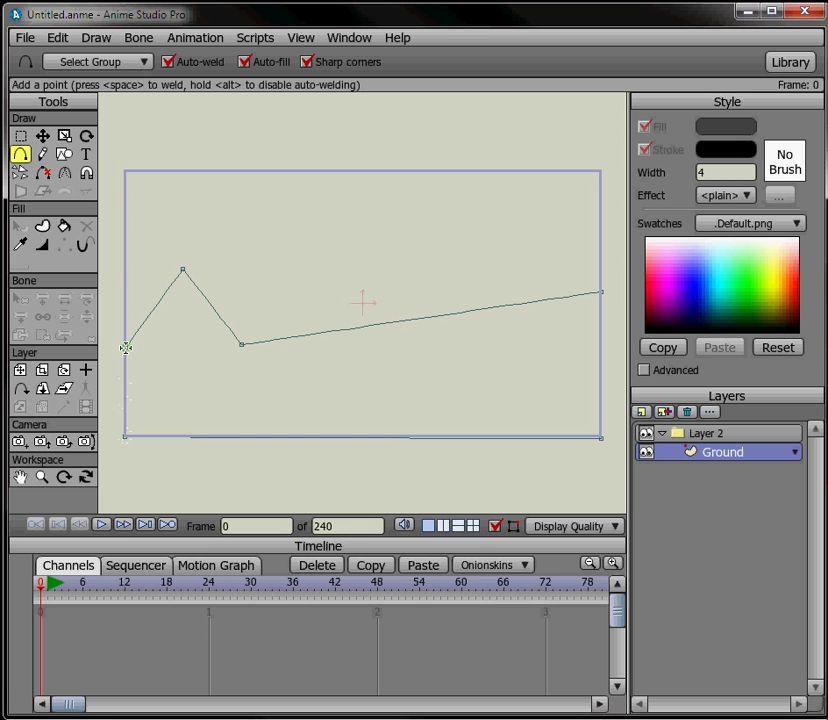 Untitled.anme - Anime Studio Pro
File Edit Draw Bone Animation Scripts View Window Help
Select Group Auto-weld Auto-fill Sharp corners Library
Add a point (press <space> to weld, hold <alt> to disable auto-welding) Frame: 0
Tools
Draw
T
Fill
Bone
Layer
Camera
Workspace
Style
Fill
Stroke
No
Brush
Width 4
Effect <plain> ...
Swatches .Default.png
Copy Paste Reset
Advanced
Layers
Layer 2
Ground
Frame 0 of 240 Display Quality
Timeline
Channels Sequencer Motion Graph Delete Copy Paste Onionskins
0 6 12 18 24 30 36 42 48 54 60 66 72 78
0 1 2 3